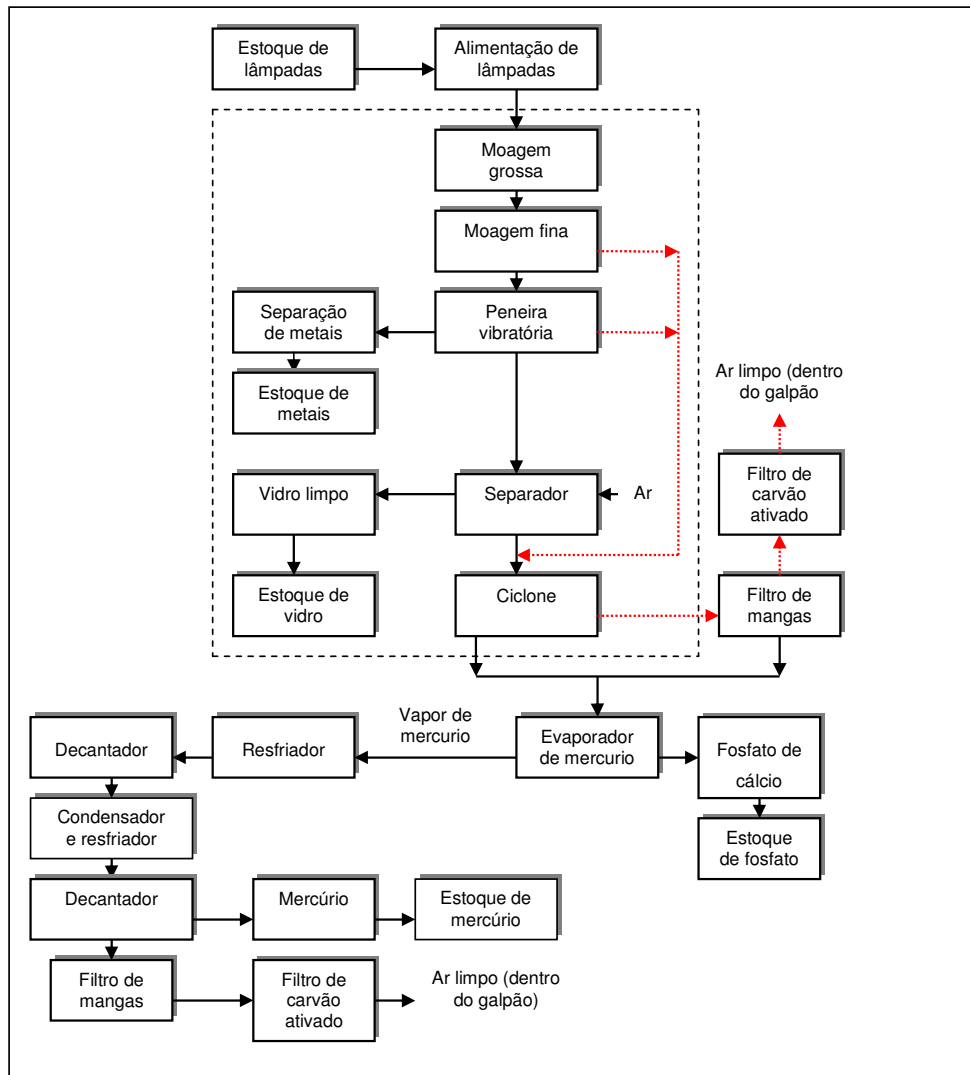 Estoque de
lâmpadas
Alimentação de
lâmpadas
Moagem
grossa
Moagem fina
Separação
de metais
Peneira
vibratória
Estoque de
metais
Ar limpo (dentro
do galpão
Filtro de
carvão
ativado
Vidro limpo
Separador
Ar
Estoque de
vidro
Ciclone
Filtro de
mangas
Vapor de
mercurio
Decantador
Resfriador
Evaporador
de mercurio
Fosfato de
cálcio
Estoque
de fosfato
Condensador
e resfriador
Decantador
Mercúrio
Estoque de
mercúrio
Filtro de
mangas
Filtro de
carvão
ativado
Ar limpo (dentro
do galpão)